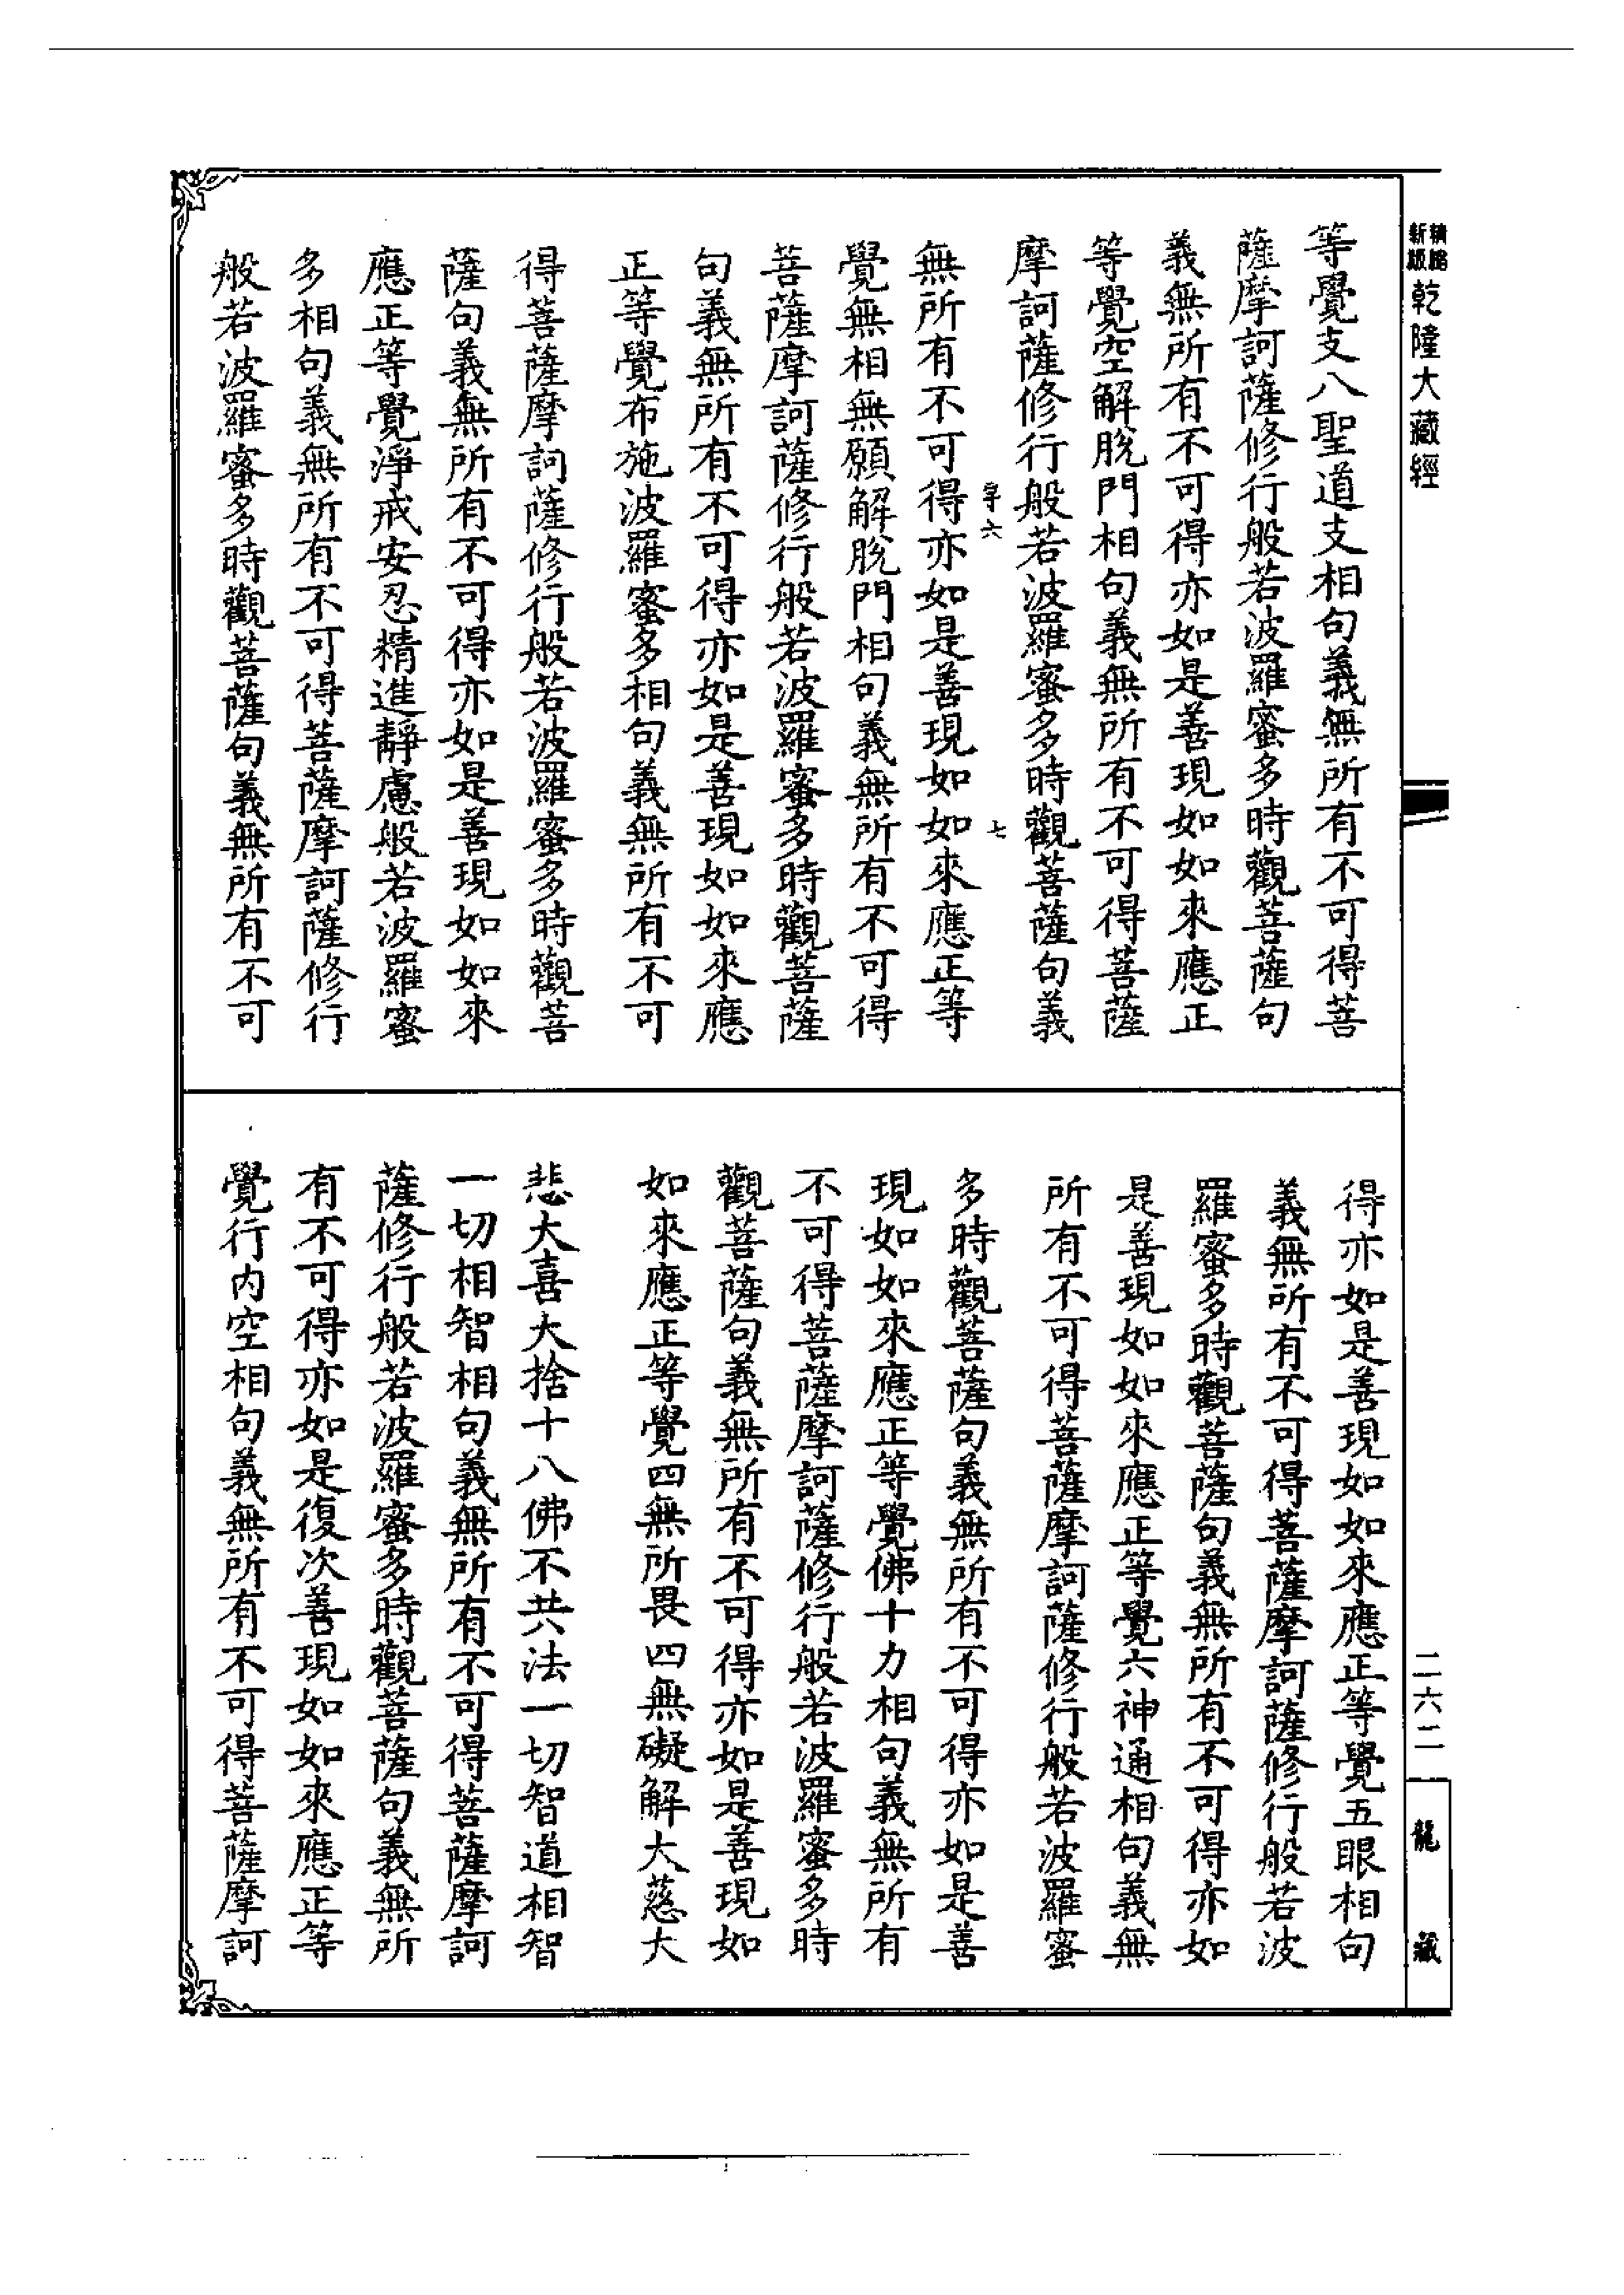 新版
乾隆大藏經
等覺支八聖道支相句義無所有不可得菩
薩摩訶薩修行般若波羅蜜多時觀菩薩句
義無所有不可得亦如是善現如如來應正
等覺空解脫門相句義無所有不可得菩薩
摩訶薩修行般若波羅蜜多時觀菩薩句義
六 七
無所有不可得亦如是善現如如來應正等
覺無相無願解脫門相句義無所有不可得
菩薩摩訶薩修行般若波羅蜜多時觀菩薩
句義無所有不可得亦如是善現如如來應
正等覺布施波羅蜜多相句義無所有不可
得菩薩摩訶薩修行般若波羅蜜多時觀菩
薩句義無所有不可得亦如是善現如如來
應正等覺淨戒安忍精進靜慮般若波羅蜜
多相句義無所有不可得菩薩摩訶薩修行
般若波羅蜜多時觀菩薩句義無所有不可
得亦如是善現如如來應正等覺五眼相句
義無所有不可得菩薩摩訶薩修行般若波
羅蜜多時觀菩薩句義無所有不可得亦如
是善現如如來應正等覺六神通相句義無
所有不可得菩薩摩訶薩修行般若波羅蜜
多時觀菩薩句義無所有不可得亦如是善
現如如來應正等覺佛十力相句義無所有
不可得菩薩摩訶薩修行般若波羅蜜多時
觀菩薩句義無所有不可得亦如是善現如
如來應正等覺四無所畏四無礙解大慈大
悲大喜大捨十八佛不共法一切智道相智
一切相智相句義無所有不可得菩薩摩訶
薩修行般若波羅蜜多時觀菩薩句義無所
有不可得亦如是復次善現如如來應正等
覺行內空相句義無所有不可得菩薩摩訶
二六二
龍藏